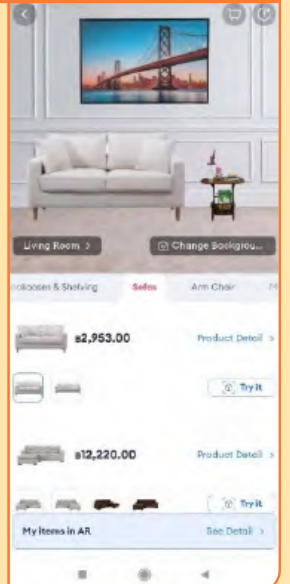 Living Room >
Change Backgrou...
Bookcases & Shelving Sofas Arm Chair
฿2,953.00 Product Detail >
Try it
฿12,220.00 Product Detail >
Try it
My items in AR See Detail >